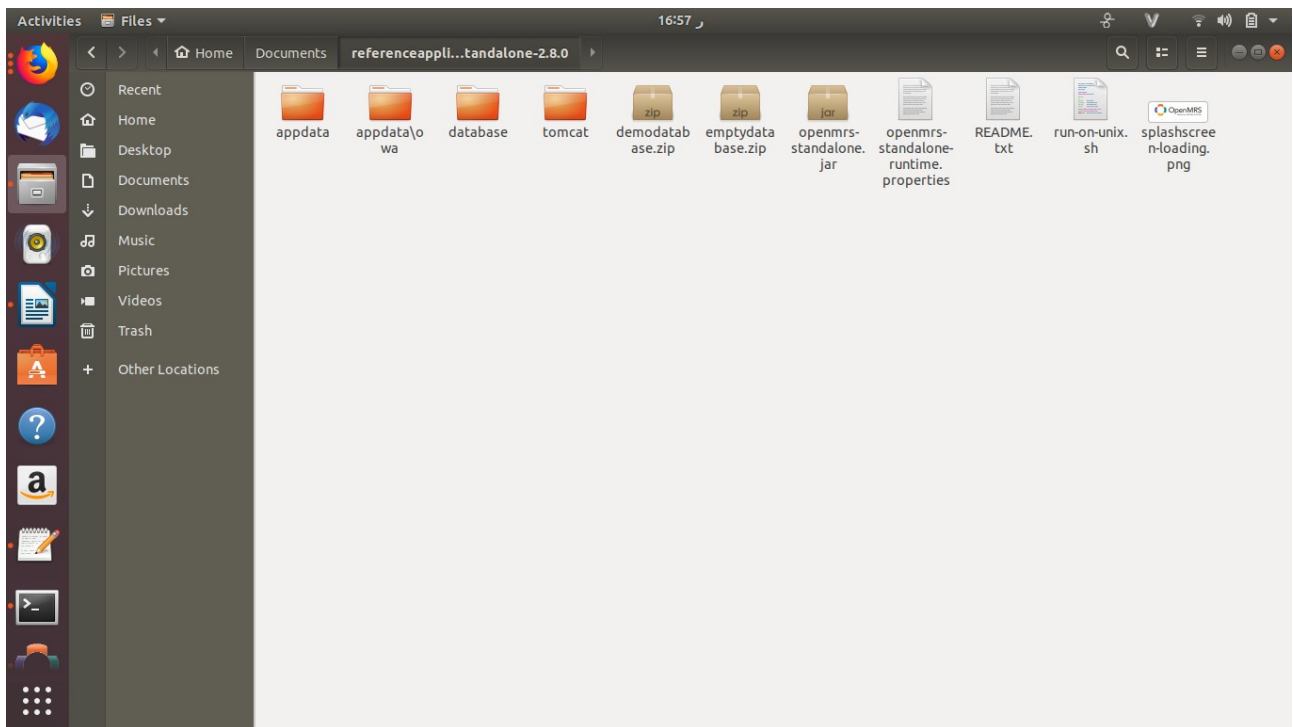 Activities Files
16:57 ر
Home Documents referenceappli...tandalone-2.8.0
Recent
Home
Desktop
Documents
Downloads
Music
Pictures
Videos
Trash
Other Locations
appdata
appdata\o
wa
database
tomcat
zip
demodatab
ase.zip
zip
emptydata
base.zip
jar
openmrs-
standalone.
jar
openmrs-
standalone-
runtime.
properties
README.
txt
run-on-unix.
sh
OpenMRS
splashscree
n-loading.
png
a